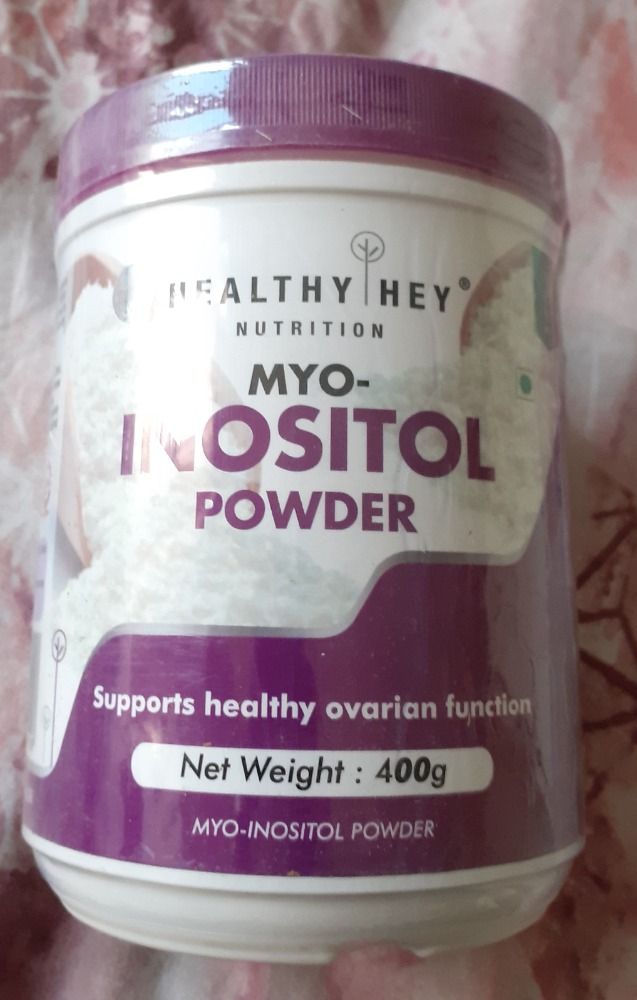 HEALTHY HEY®
NUTRITION
MYO-
INOSITOL
POWDER
Supports healthy ovarian function
Net Weight : 400g
MYO-INOSITOL POWDER